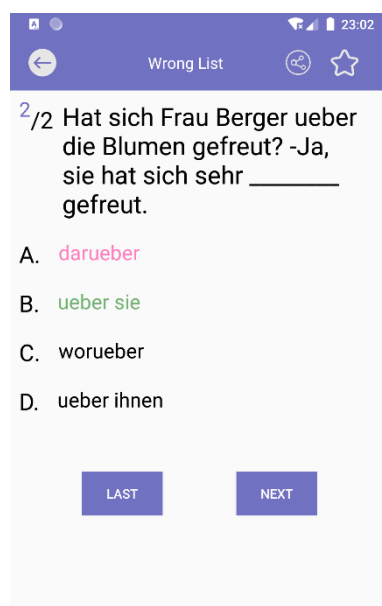 A 23:02
Wrong List
2/2 Hat sich Frau Berger ueber
die Blumen gefreut? -Ja,
sie hat sich sehr ________
gefreut.
A. darueber
B. ueber sie
C. worueber
D. ueber ihnen
LAST NEXT